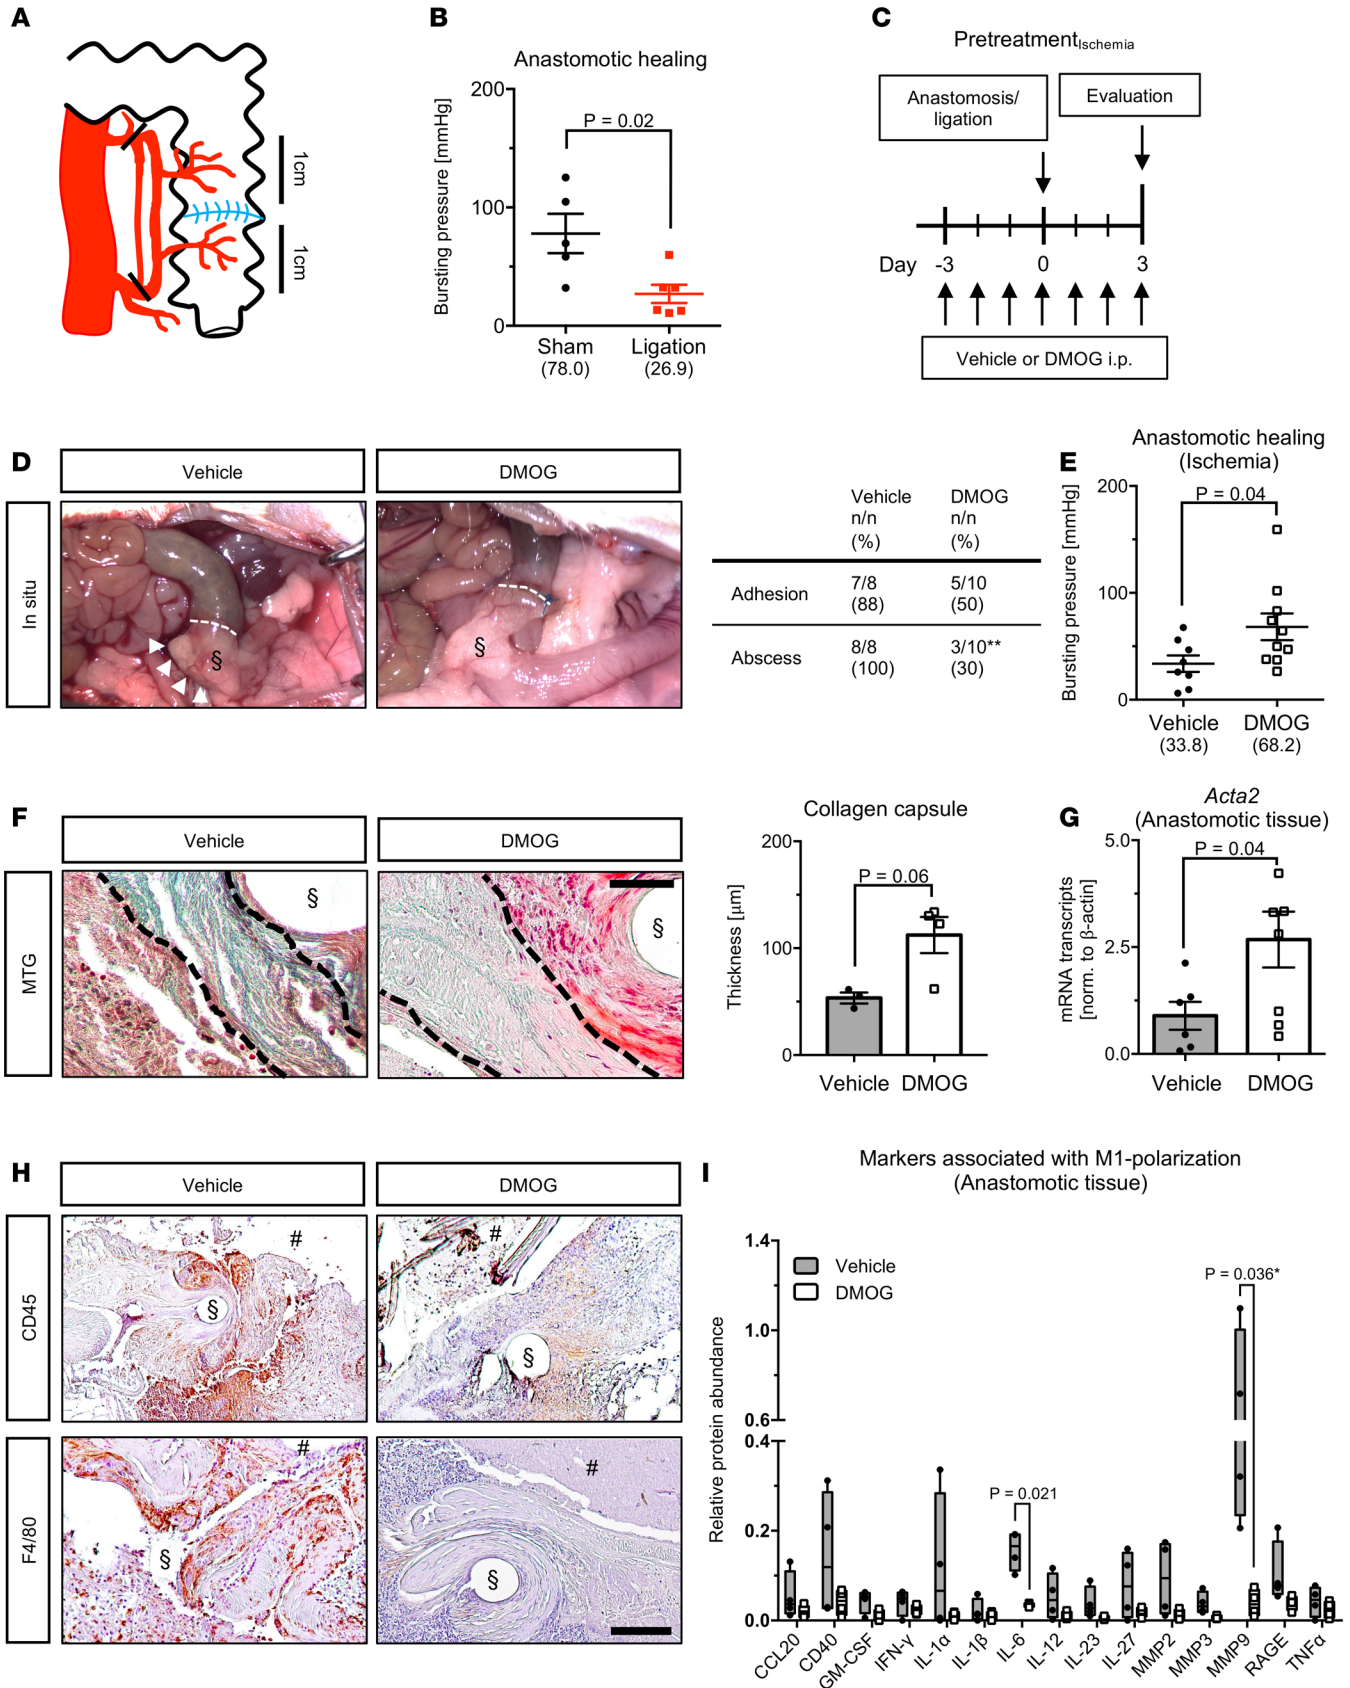 A
1cm
1cm
B
Anastomotic healing
Bursting pressure [mmHg]
200
100
0
P = 0.02
Sham
(78.0)
Ligation
(26.9)
C
PretreatmentIschemia
Anastomosis/
ligation
Evaluation
Day -3 0 3
Vehicle or DMOG i.p.
D
Vehicle
DMOG
In situ
§
§
Vehicle
n/n
(%)
DMOG
n/n
(%)
Adhesion
7/8
(88)
5/10
(50)
Abscess
8/8
(100)
3/10**
(30)
E
Anastomotic healing
(Ischemia)
Bursting pressure [mmHg]
200
100
0
P = 0.04
Vehicle
(33.8)
DMOG
(68.2)
F
Vehicle
DMOG
MTG
§
§
Collagen capsule
Thickness [µm]
200
100
0
P = 0.06
Vehicle
DMOG
G
Acta2
(Anastomotic tissue)
mRNA transcripts
[norm. to β-actin]
5.0
2.5
0.0
P = 0.04
Vehicle
DMOG
H
Vehicle
DMOG
CD45
#
§
#
§
F4/80
#
§
#
§
I
Markers associated with M1-polarization
(Anastomotic tissue)
Relative protein abundance
1.4
1.0
0.6
0.4
0.2
0.0
Vehicle
DMOG
P = 0.021
P = 0.036*
CCL20
CD40
GM-CSF
IFN-γ
IL-1α
IL-1β
IL-6
IL-12
IL-23
IL-27
MMP2
MMP3
MMP9
RAGE
TNFα